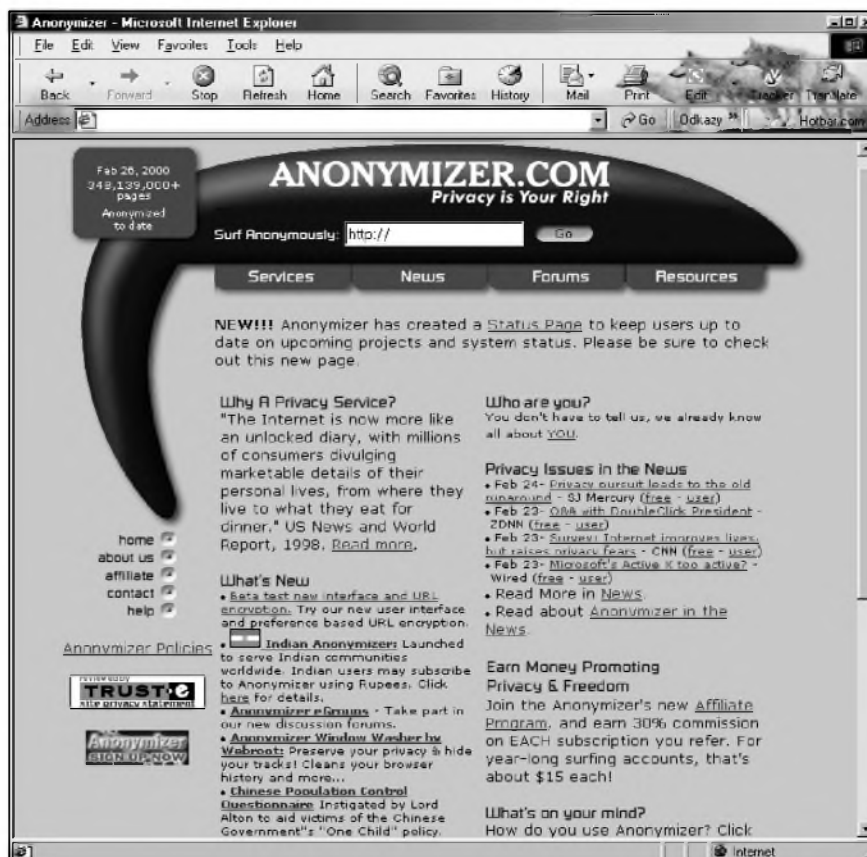 Anonymizer - Microsoft Internet Explorer
File Edit View Favorites Tools Help
Back Forward Stop Refresh Home Search Favorites History Mail Print Edit Tracker Translate
Address Go Odkazy » Hotbar.com
Feb 26, 2000
348,139,000+
pages
Anonymized
to date
ANONYMIZER.COM
Privacy is Your Right
Surf Anonymously: http:// Go
Services News Forums Resources
NEW!!! Anonymizer has created a Status Page to keep users up to
date on upcoming projects and system status. Please be sure to check
out this new page.
home
about us
affiliate
contact
help
Anonymizer Policies
reviewed by
TRUST•e
site privacy statement
Anonymizer
SIGN UP NOW
Why A Privacy Service?
"The Internet is now more like
an unlocked diary, with millions
of consumers divulging
marketable details of their
personal lives, from where they
live to what they eat for
dinner." US News and World
Report, 1998. Read more.
What's New
• Beta test new interface and URL
encryption. Try our new user interface
and preference based URL encryption.
• Indian Anonymizer: Launched
to serve Indian communities
worldwide. Indian users may subscribe
to Anonymizer using Rupees. Click
here for details.
• Anonymizer eGroups - Take part in
our new discussion forums.
• Anonymizer Window Washer by
Webroot: Preserve your privacy & hide
your tracks! Cleans your browser
history and more...
• Chinese Population Control
Questionnaire Instigated by Lord
Alton to aid victims of the Chinese
Government"s "One Child" policy.
Who are you?
You don't have to tell us, we already know
all about YOU.
Privacy Issues in the News
• Feb 24- Privacy pursuit leads to the old
runaround - SJ Mercury (free - user)
• Feb 23- Q&A with DoubleClick President -
ZDNN (free - user)
• Feb 23- Survey: Internet improves lives,
but raises privacy fears - CNN (free - user)
• Feb 23- Microsoft's Active X too active? -
Wired (free - user)
• Read More in News.
• Read about Anonymizer in the
News.
Earn Money Promoting
Privacy & Freedom
Join the Anonymizer's new Affiliate
Program, and earn 30% commission
on EACH subscription you refer. For
year-long surfing accounts, that's
about $15 each!
What's on your mind?
How do you use Anonymizer? Click
Internet